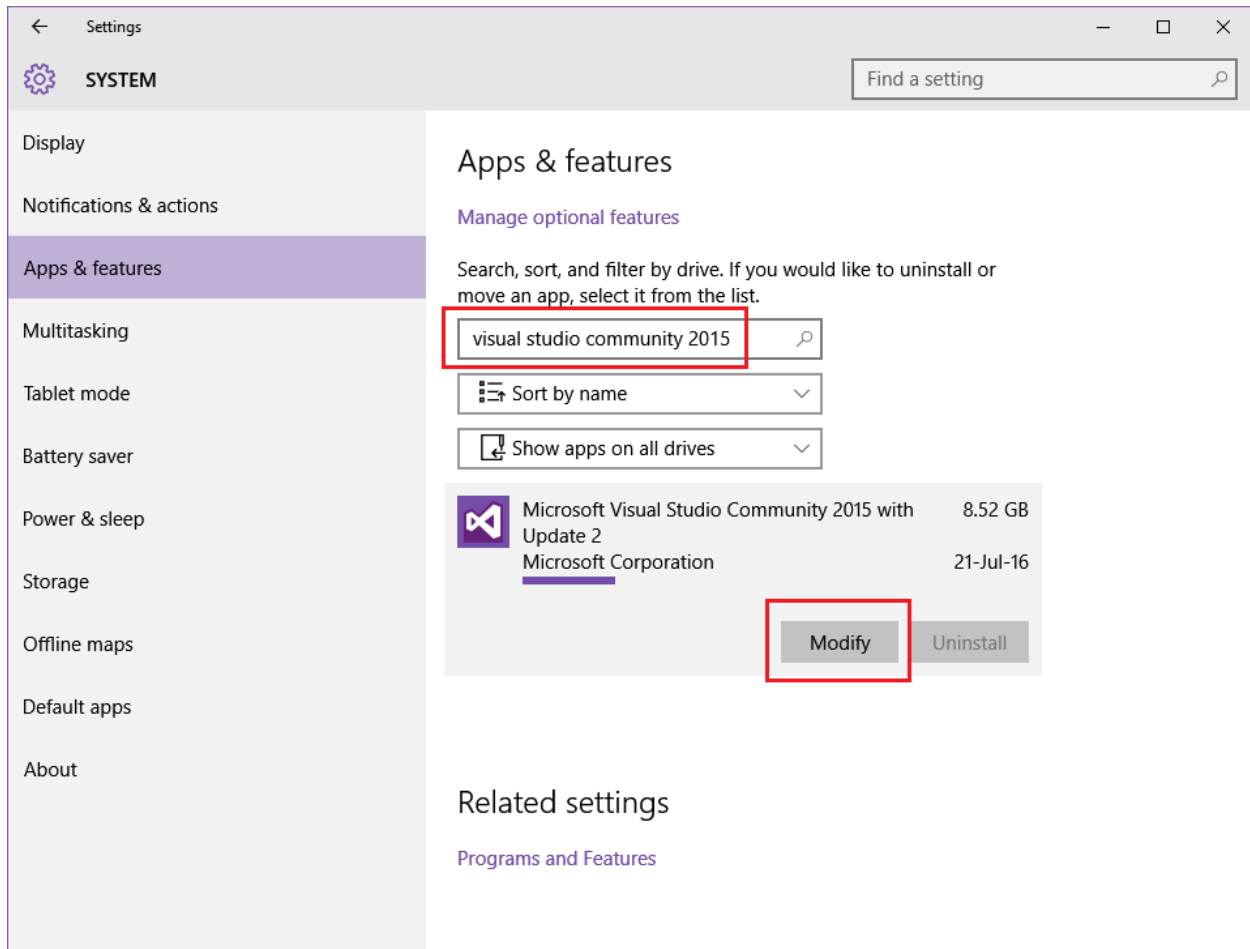 Settings
SYSTEM
Find a setting
Display
Notifications & actions
Apps & features
Multitasking
Tablet mode
Battery saver
Power & sleep
Storage
Offline maps
Default apps
About
Apps & features
Manage optional features
Search, sort, and filter by drive. If you would like to uninstall or
move an app, select it from the list.
visual studio community 2015
Sort by name
Show apps on all drives
Microsoft Visual Studio Community 2015 with 8.52 GB
Update 2
Microsoft Corporation 21-Jul-16
Modify Uninstall
Related settings
Programs and Features